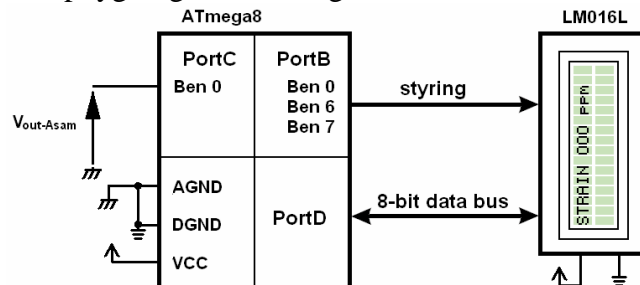 ATmega8
LM016L
PortC
PortB
Ben 0
Ben 0
Ben 6
Ben 7
styring
Vout-Asam
STRAIN 000 PPM
AGND
DGND
VCC
PortD
8-bit data bus